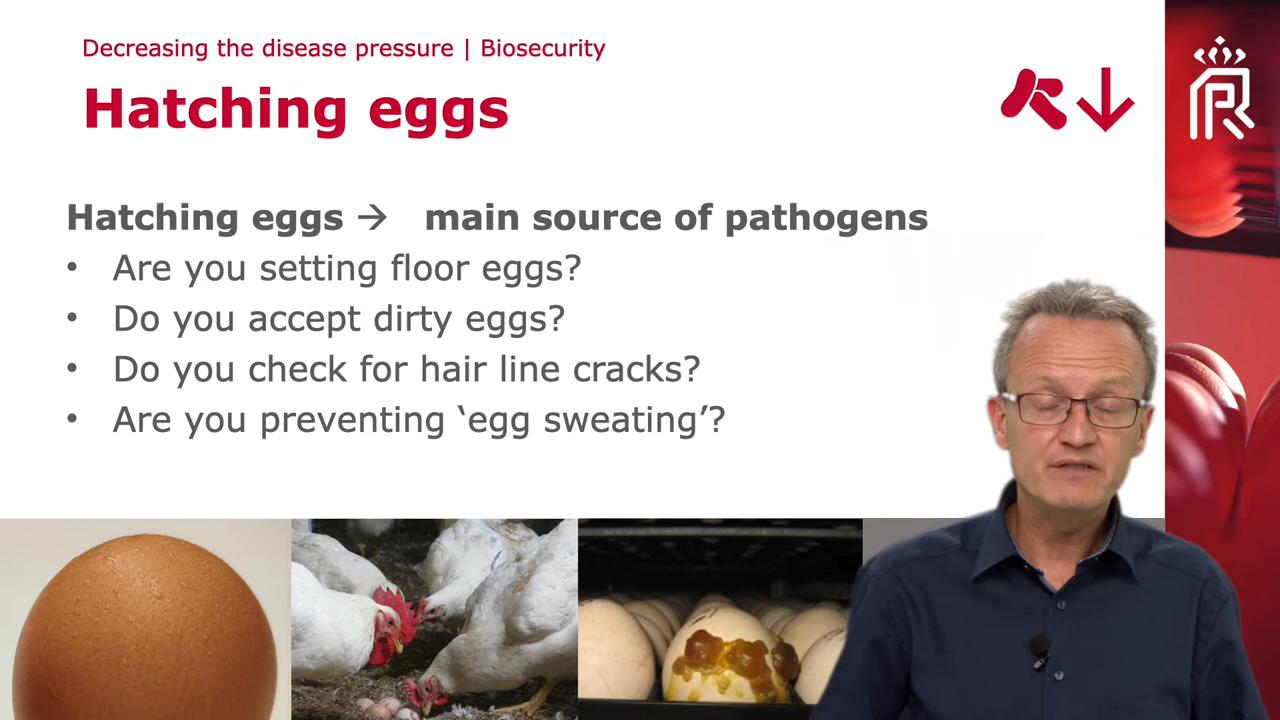 Decreasing the disease pressure | Biosecurity
Hatching eggs
Hatching eggs → main source of pathogens
• Are you setting floor eggs?
• Do you accept dirty eggs?
• Do you check for hair line cracks?
• Are you preventing ‘egg sweating’?